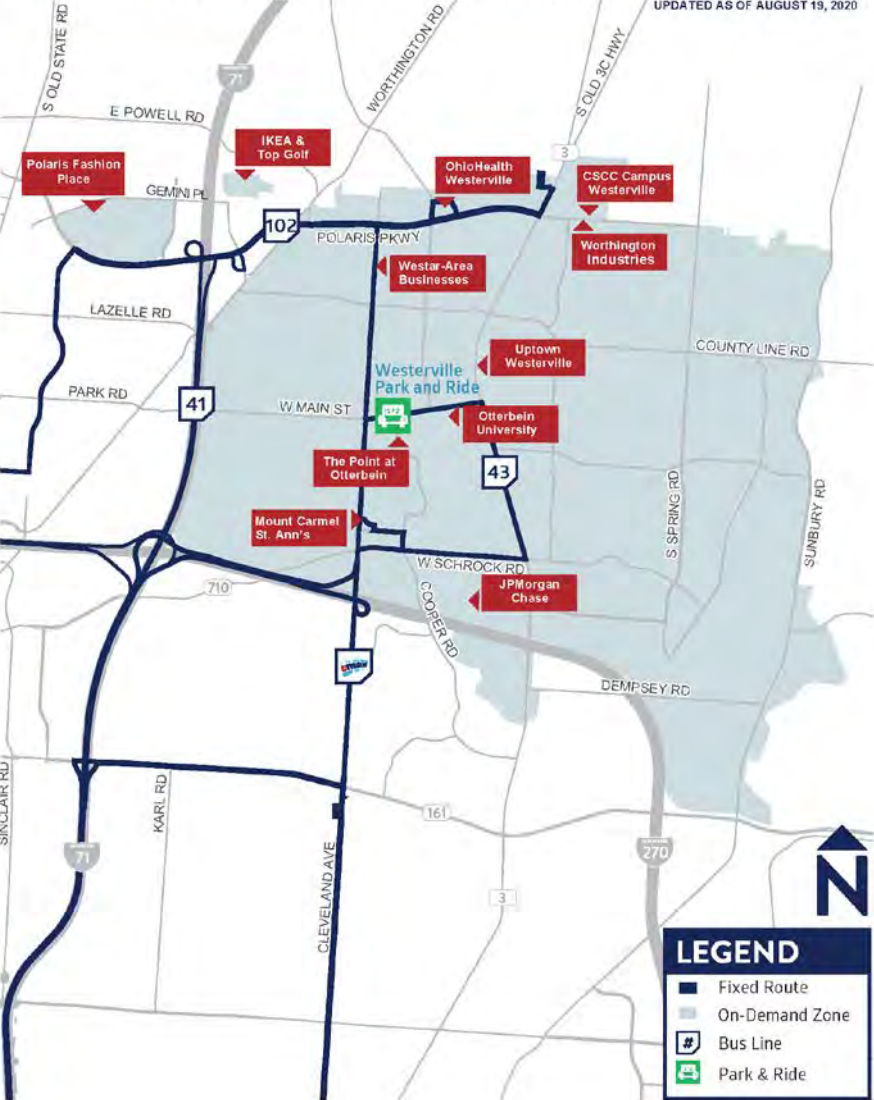 UPDATED AS OF AUGUST 19, 2020
S OLD STATE RD
71
WORTHINGTON RD
S OLD 3C HWY
E POWELL RD
IKEA &
Top Golf
3
Polaris Fashion
Place
OhioHealth
Westerville
CSCC Campus
Westerville
GEMINI PL
102
POLARIS PKWY
Worthington
Industries
Westar-Area
Businesses
LAZELLE RD
Uptown
Westerville
COUNTY LINE RD
Westerville
Park and Ride
PARK RD
41
W MAIN ST
Otterbein
University
The Point at
Otterbein
43
S SPRING RD
SUNBURY RD
Mount Carmel
St. Ann's
W SCHROCK RD
710
JPMorgan
Chase
COOPER RD
cmax
DEMPSEY RD
SINCLAIR RD
KARL RD
161
71
270
CLEVELAND AVE
3
N
LEGEND
Fixed Route
On-Demand Zone
# Bus Line
Park & Ride